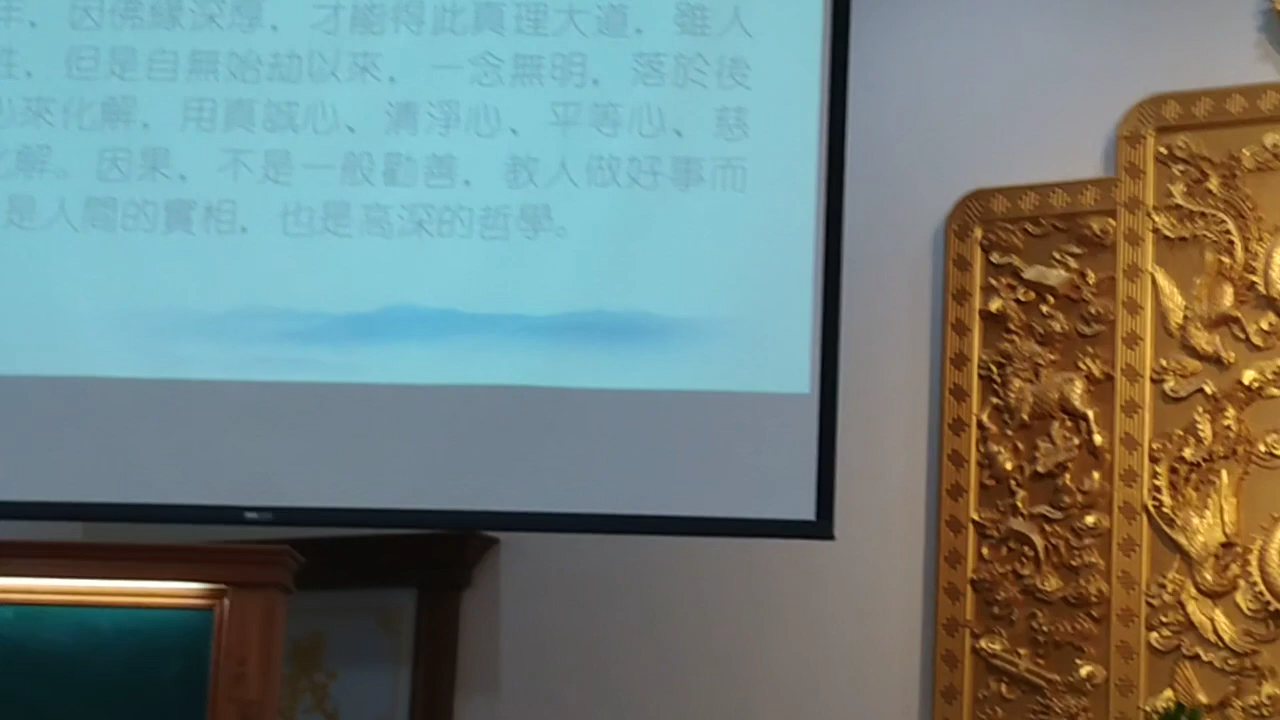 年，因佛緣深厚，才能得此真理大道，雖人
性，但是自無始劫以來，一念無明，落於後
心來化解，用真誠心、清淨心、平等心、慈
化解。因果，不是一般勸善，教人做好事而
是人間的實相，也是高深的哲學。